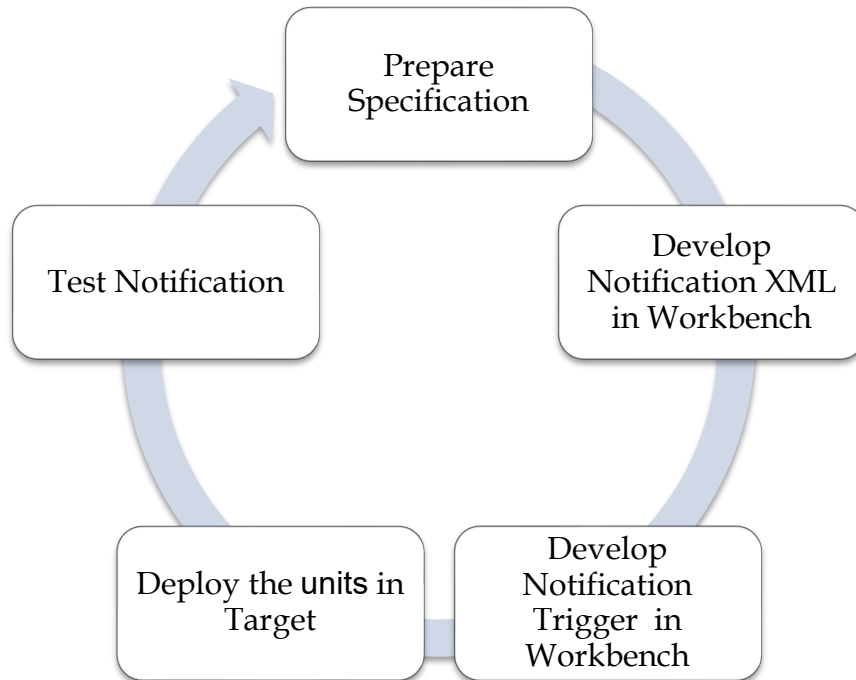 Prepare
Specification
Develop
Notification XML
in Workbench
Develop
Notification
Trigger in
Workbench
Deploy the units in
Target
Test Notification